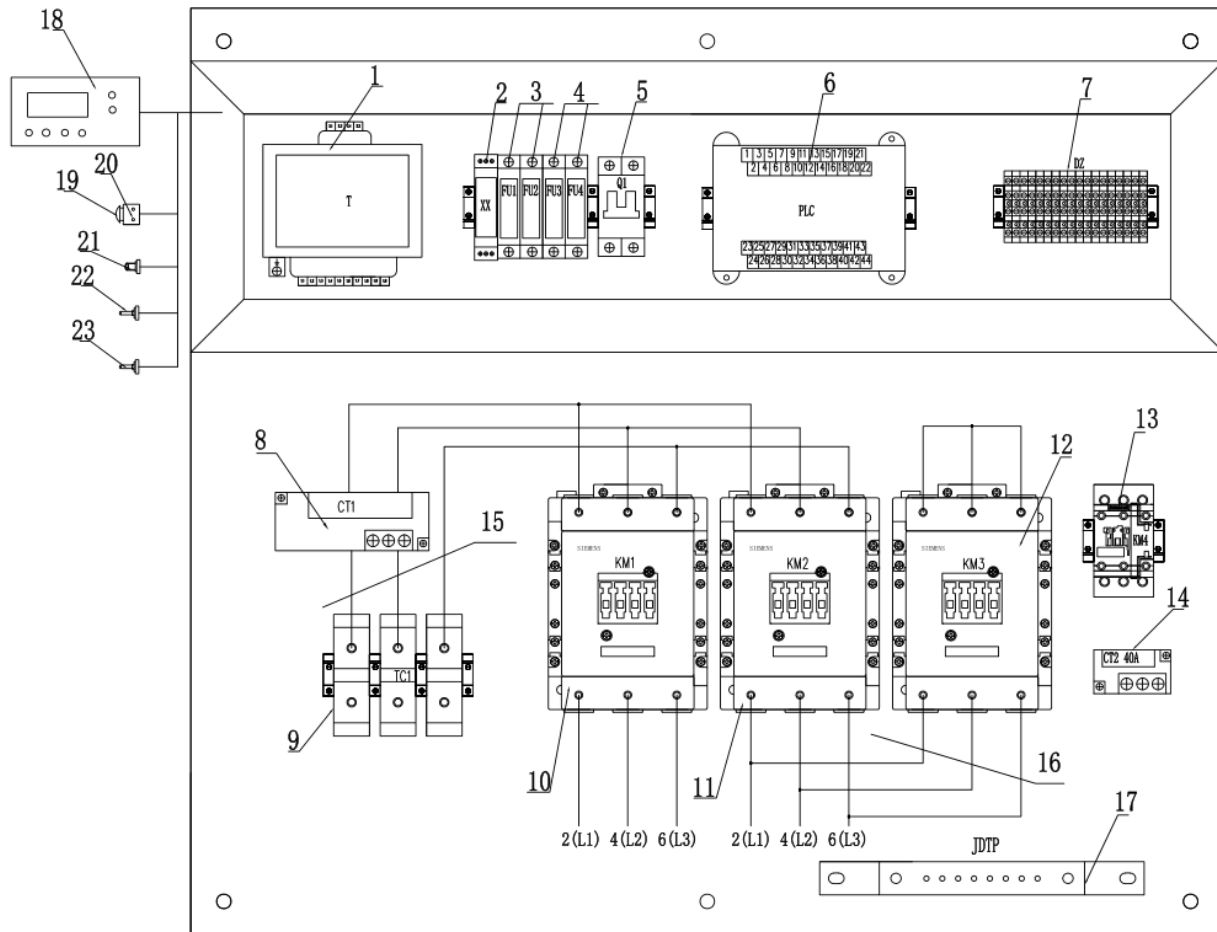 18
1
2
3
4
5
6
7
20
19
21
22
23
T
XX
FU1
FU2
FU3
FU4
Q1
1 3 5 7 9 11 13 15 17 19 21
2 4 6 8 10 12 14 16 18 20 22
PLC
23 25 27 29 31 33 35 37 39 41 43
24 26 28 30 32 34 36 38 40 42 44
DZ
8
CT1
15
TC1
9
SIEMENS
KM1
10
SIEMENS
KM2
11
SIEMENS
KM3
12
13
KM4
14
CT2 40A
16
2(L1) 4(L2) 6(L3)
2(L1) 4(L2) 6(L3)
JDTP
17